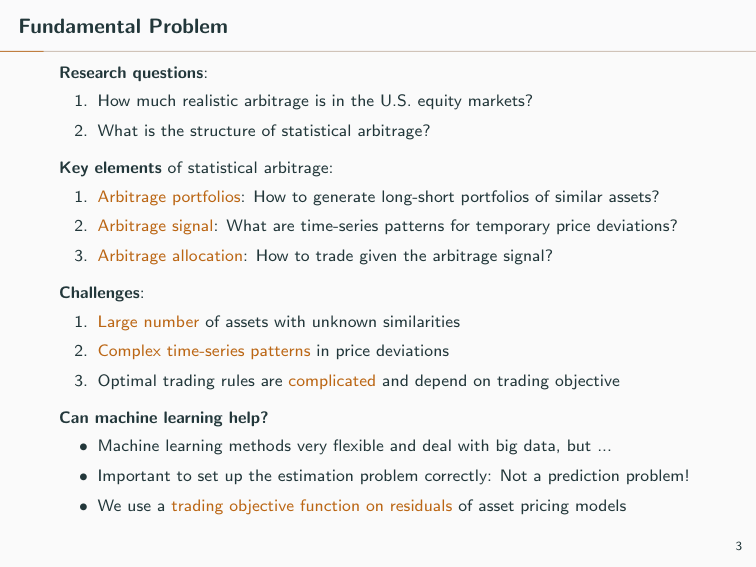 Fundamental Problem
Research questions:
1. How much realistic arbitrage is in the U.S. equity markets?
2. What is the structure of statistical arbitrage?
Key elements of statistical arbitrage:
1. Arbitrage portfolios: How to generate long-short portfolios of similar assets?
2. Arbitrage signal: What are time-series patterns for temporary price deviations?
3. Arbitrage allocation: How to trade given the arbitrage signal?
Challenges:
1. Large number of assets with unknown similarities
2. Complex time-series patterns in price deviations
3. Optimal trading rules are complicated and depend on trading objective
Can machine learning help?
• Machine learning methods very flexible and deal with big data, but ...
• Important to set up the estimation problem correctly: Not a prediction problem!
• We use a trading objective function on residuals of asset pricing models
3